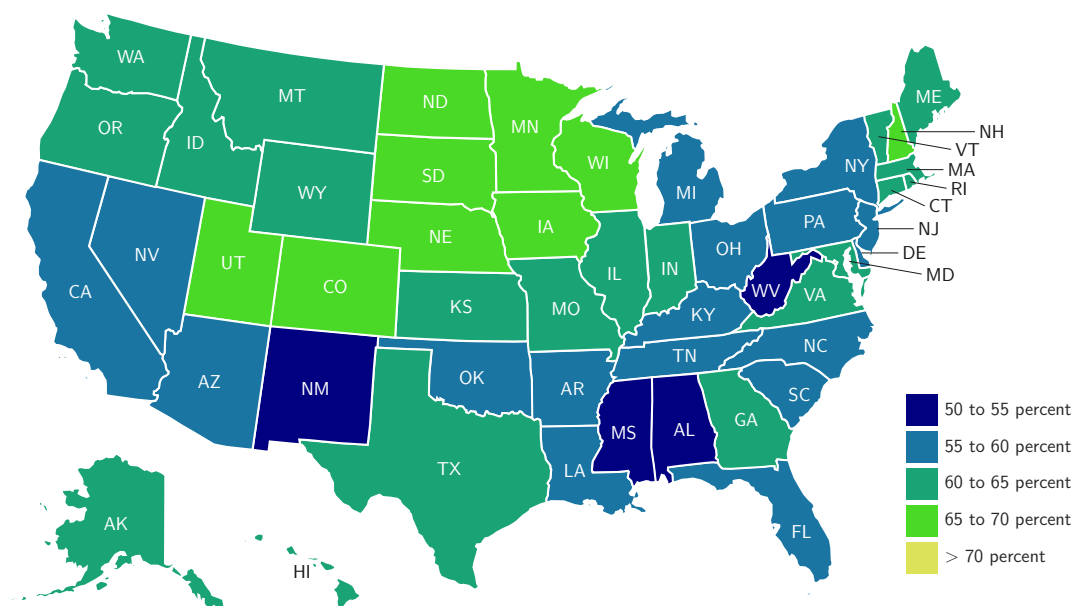 WA
ME
MT
ND
OR
MN
NH
ID
VT
WI
NY
MA
SD
RI
WY
MI
CT
PA
IA
NE
NJ
OH
NV
DE
UT
IL
IN
MD
CO
WV
CA
VA
KS
MO
KY
NC
TN
OK
AZ
NM
AR
SC
50 to 55 percent
GA
MS
AL
55 to 60 percent
TX
LA
60 to 65 percent
65 to 70 percent
AK
FL
> 70 percent
HI